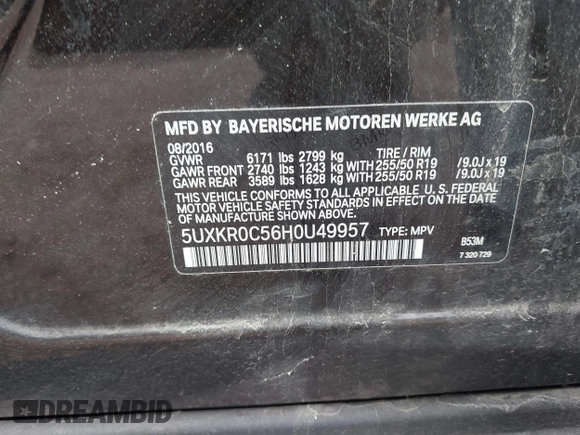 MFD BY BAYERISCHE MOTOREN WERKE AG
08/2016
GVWR 6171 lbs 2799 kg TIRE / RIM
GAWR FRONT 2740 lbs 1243 kg WITH 255/50 R19 /9.0J x 19
GAWR REAR 3589 lbs 1628 kg WITH 255/50 R19 /9.0J x 19
THIS VEHICLE CONFORMS TO ALL APPLICABLE U.S. FEDERAL
MOTOR VEHICLE SAFETY STANDARDS IN EFFECT ON THE DATE
OF MANUFACTURE SHOWN ABOVE.
5UXKR0C56H0U49957 TYPE: MPV
B53M
7 320 729
DREAMBID